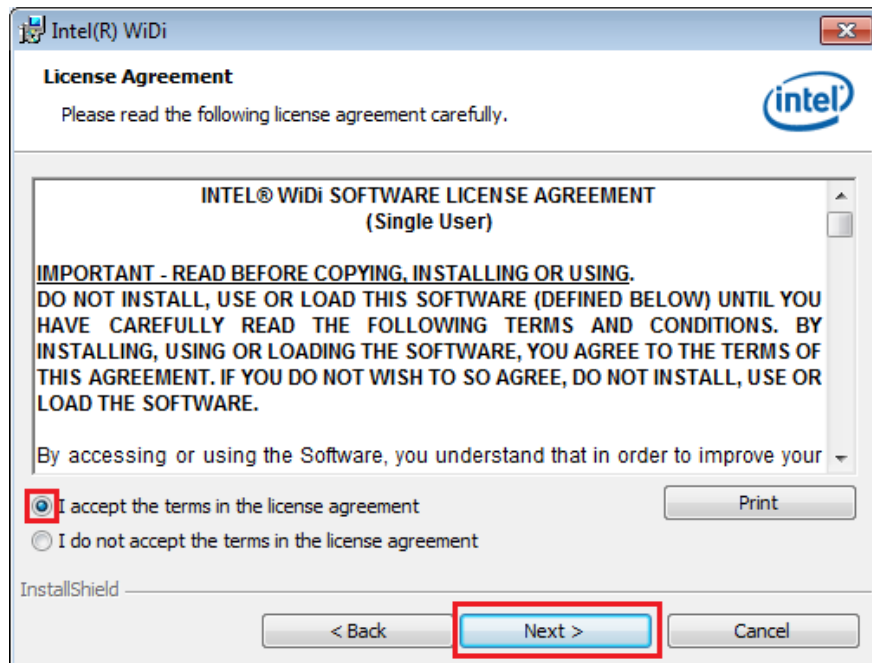 Intel(R) WiDi
License Agreement
Please read the following license agreement carefully.
intel
INTEL® WiDi SOFTWARE LICENSE AGREEMENT
(Single User)
IMPORTANT - READ BEFORE COPYING, INSTALLING OR USING.
DO NOT INSTALL, USE OR LOAD THIS SOFTWARE (DEFINED BELOW) UNTIL YOU
HAVE CAREFULLY READ THE FOLLOWING TERMS AND CONDITIONS. BY
INSTALLING, USING OR LOADING THE SOFTWARE, YOU AGREE TO THE TERMS OF
THIS AGREEMENT. IF YOU DO NOT WISH TO SO AGREE, DO NOT INSTALL, USE OR
LOAD THE SOFTWARE.
By accessing or using the Software, you understand that in order to improve your
I accept the terms in the license agreement
Print
I do not accept the terms in the license agreement
InstallShield
< Back
Next >
Cancel